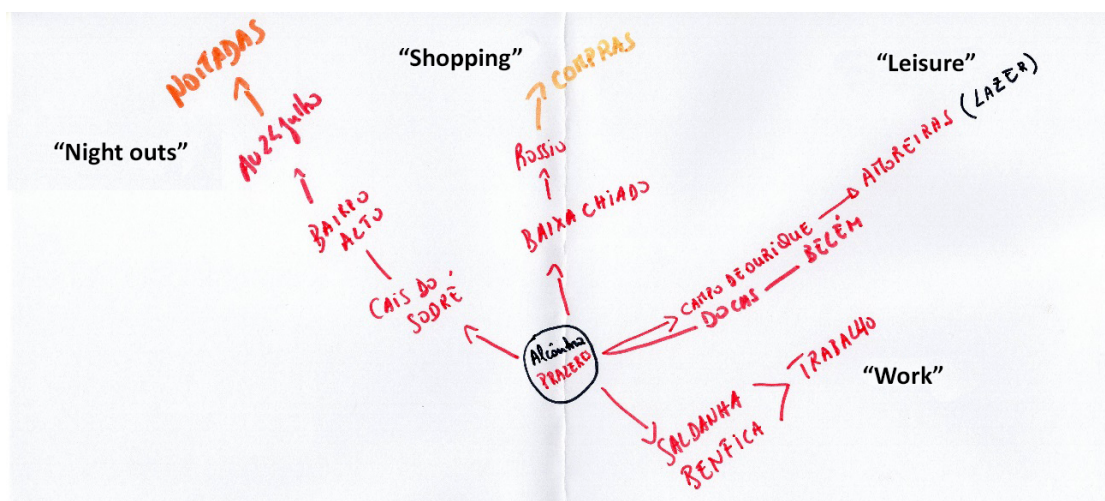 NOITADAS
AV 24 Julho
BAIRRO
ALTO
CAIS DO
SODRÉ
"Night outs"
"Shopping"
COMPRAS
ROSSIO
BAIXA CHIADO
"Leisure"
AMOREIRAS (LAZER)
CAMPO DE OURIQUE
DOCAS
BELÉM
Alcântara
PRAZERES
SALDANHA
BENFICA
TRABALHO
"Work"